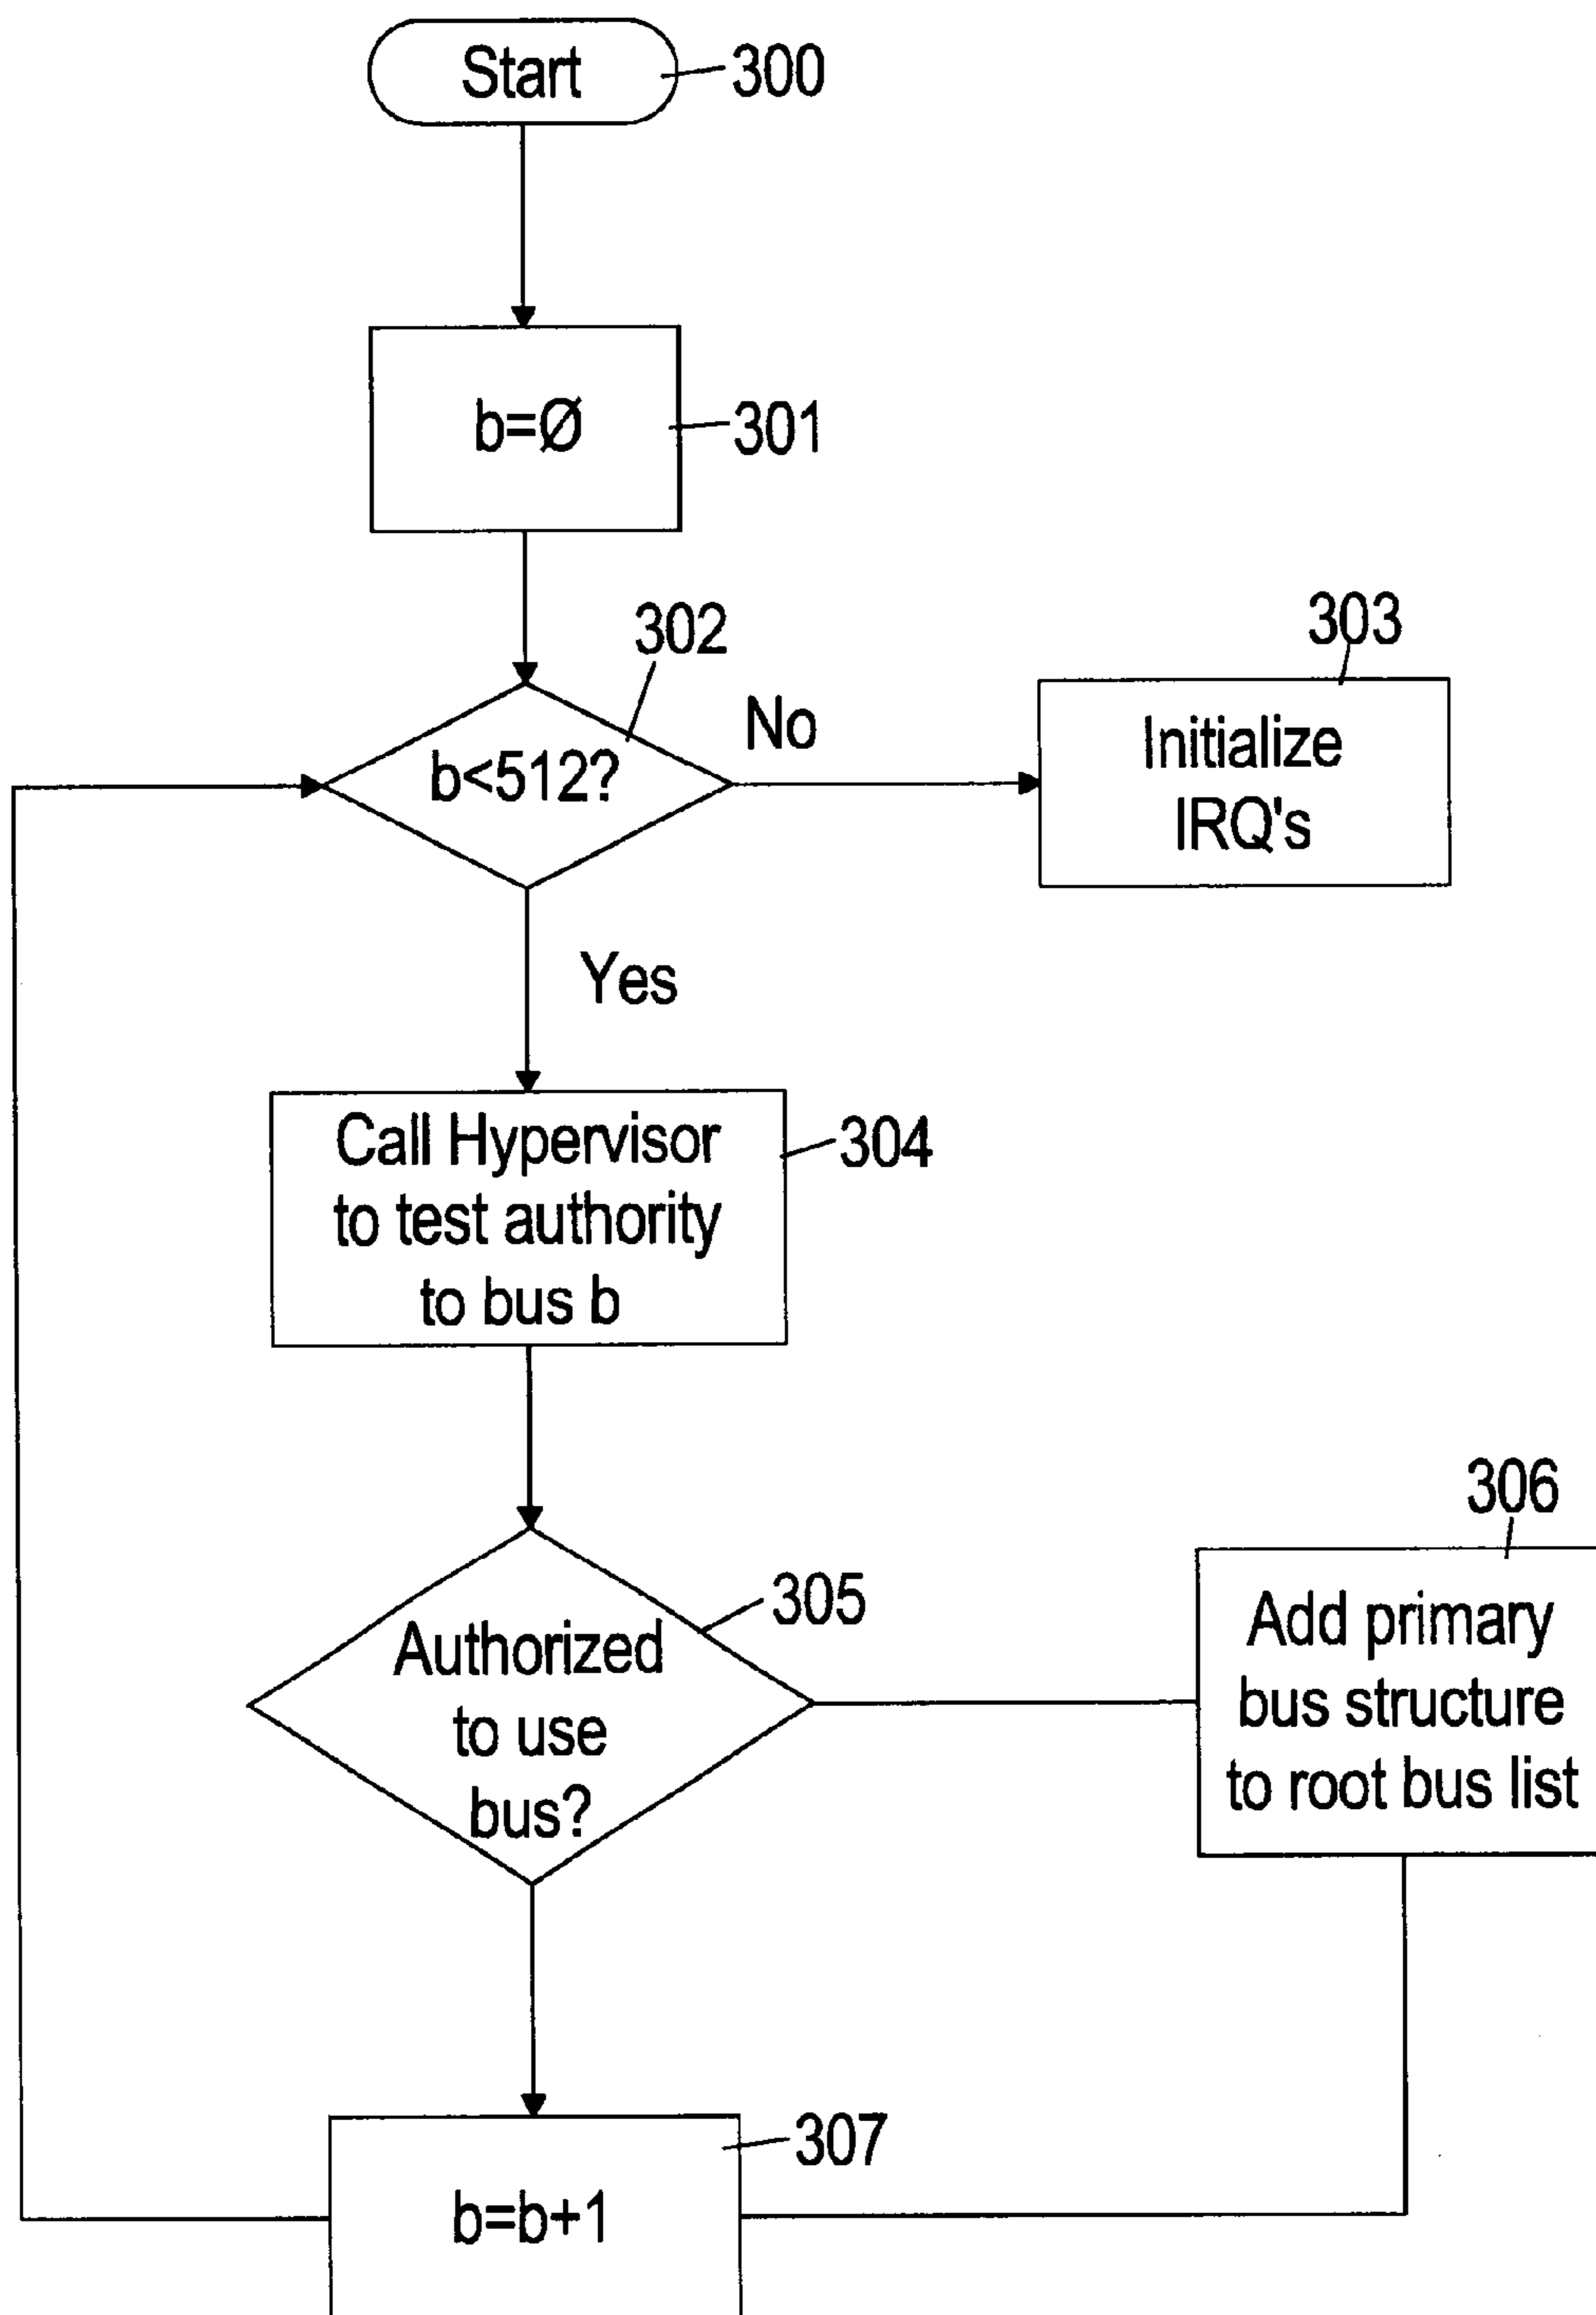 Start
300
b=Ø
301
302
b<512?
No
303
Initialize
IRQ's
Yes
Call Hypervisor
to test authority
to bus b
304
305
Authorized
to use
bus?
306
Add primary
bus structure
to root bus list
307
b=b+1